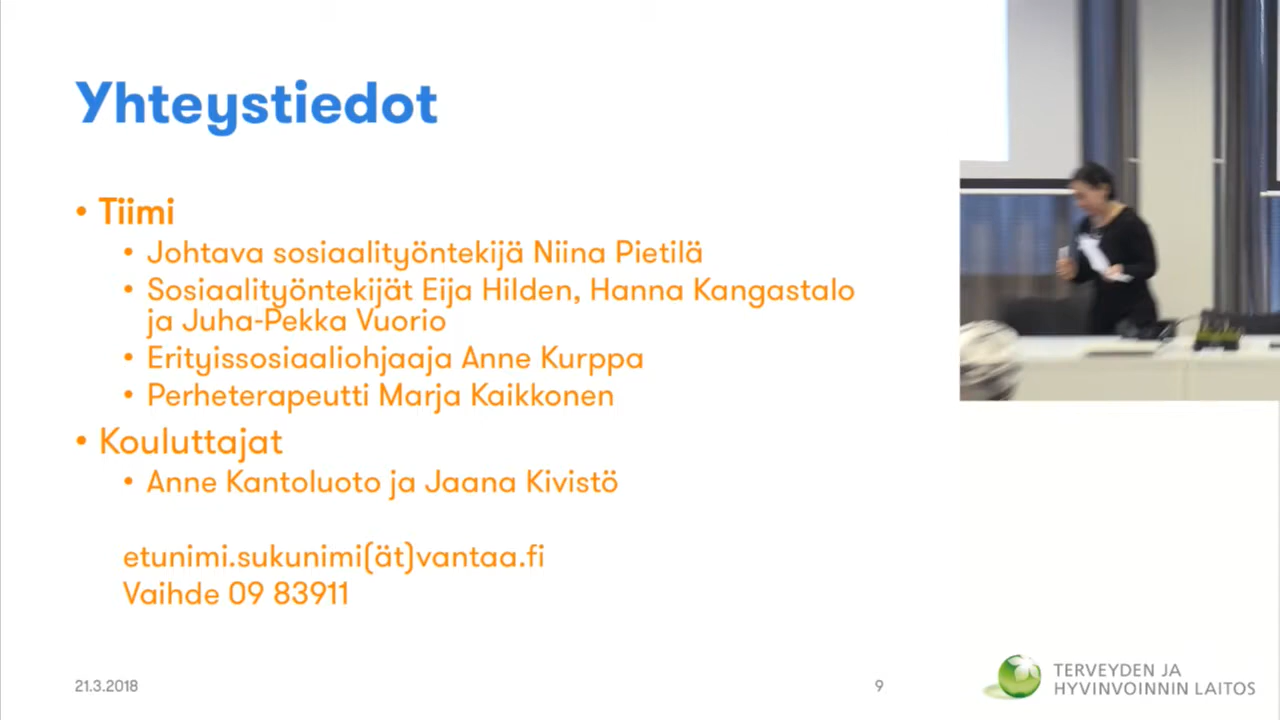 Yhteystiedot
• Tiimi
• Johtava sosiaalityöntekijä Niina Pietilä
• Sosiaalityöntekijät Eija Hilden, Hanna Kangastalo
ja Juha-Pekka Vuorio
• Erityissosiaaliohjaaja Anne Kurppa
• Perheterapeutti Marja Kaikkonen
• Kouluttajat
• Anne Kantoluoto ja Jaana Kivistö
etunimi.sukunimi(ät)vantaa.fi
Vaihde 09 83911
21.3.2018
9
TERVEYDEN JA
HYVINVOINNIN LAITOS